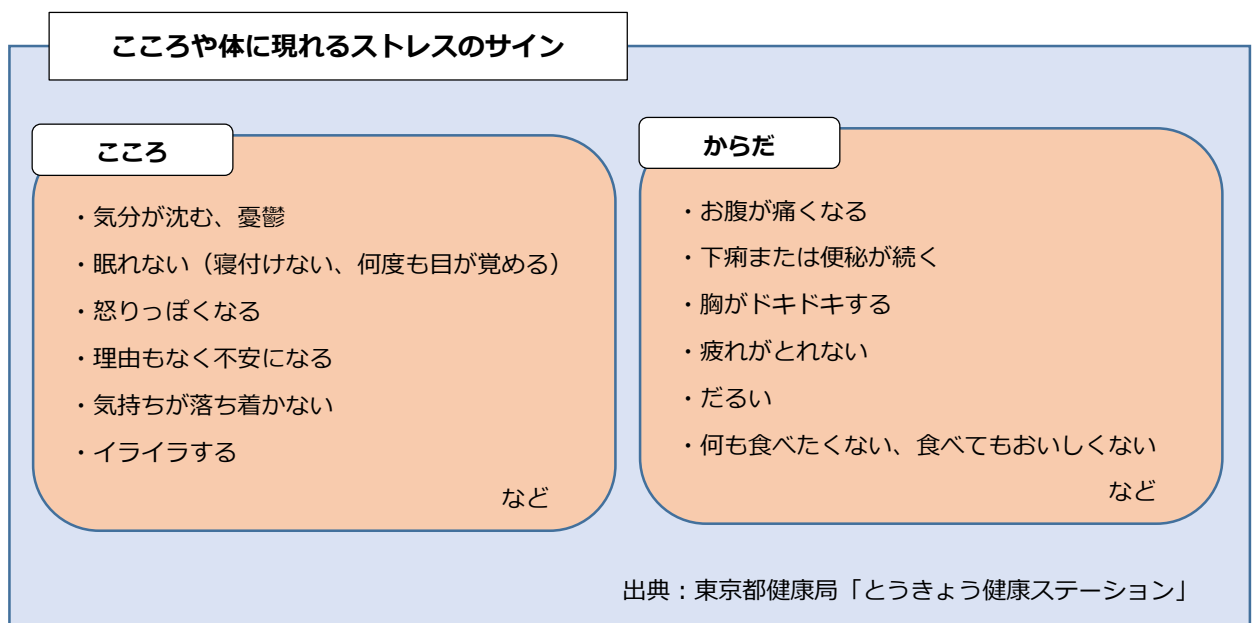 こころや体に現れるストレスのサイン
こころ
・気分が沈む、憂鬱
・眠れない（寝付けない、何度も目が覚める）
・怒りっぽくなる
・理由もなく不安になる
・気持ちが落ち着かない
・イライラする
など
からだ
・お腹が痛くなる
・下痢または便秘が続く
・胸がドキドキする
・疲れがとれない
・だるい
・何も食べたくない、食べてもおいしくない
など
出典：東京都健康局「とうきょう健康ステーション」